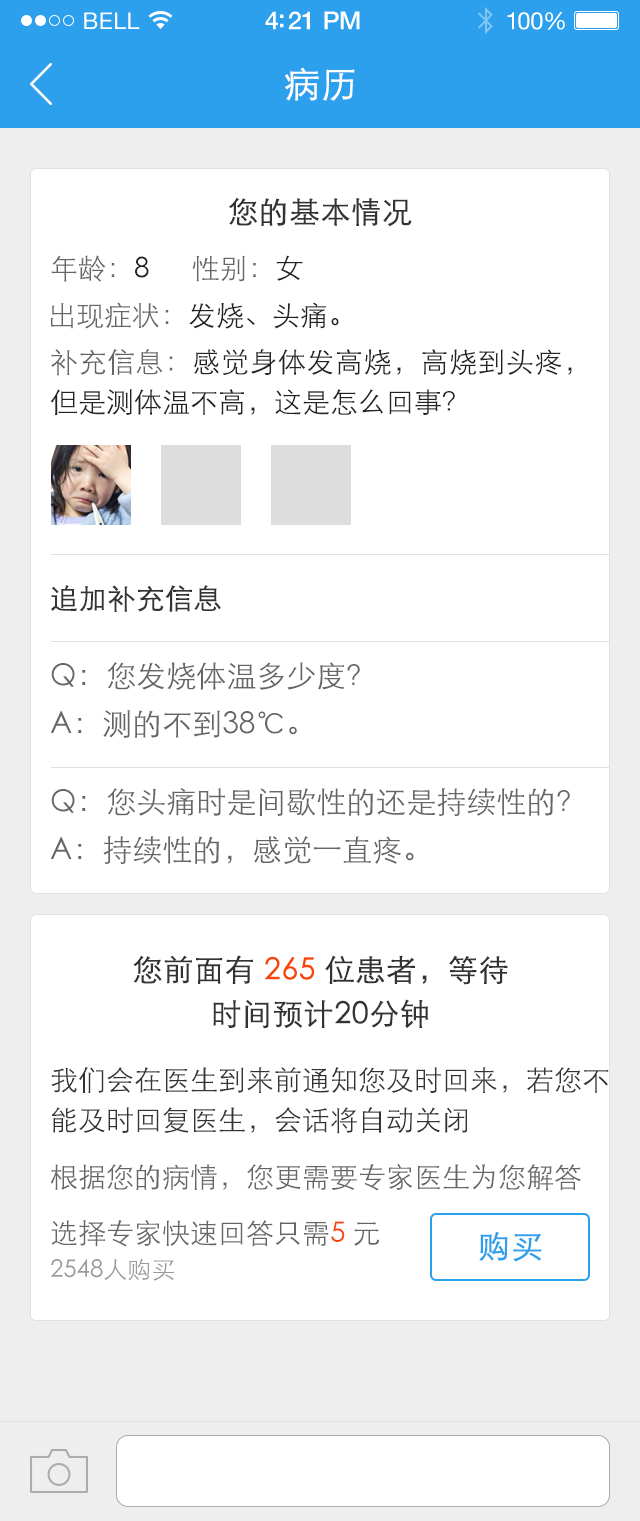 BELL 4:21 PM 100%
病历
您的基本情况
年龄：8 性别：女
出现症状：发烧、头痛。
补充信息：感觉身体发高烧，高烧到头疼，
但是测体温不高，这是怎么回事？
追加补充信息
Q：您发烧体温多少度？
A：测的不到38℃。
Q：您头痛时是间歇性的还是持续性的？
A：持续性的，感觉一直疼。
您前面有 265 位患者，等待
时间预计20分钟
我们会在医生到来前通知您及时回来，若您不
能及时回复医生，会话将自动关闭
根据您的病情，您更需要专家医生为您解答
选择专家快速回答只需5 元
2548人购买
购买